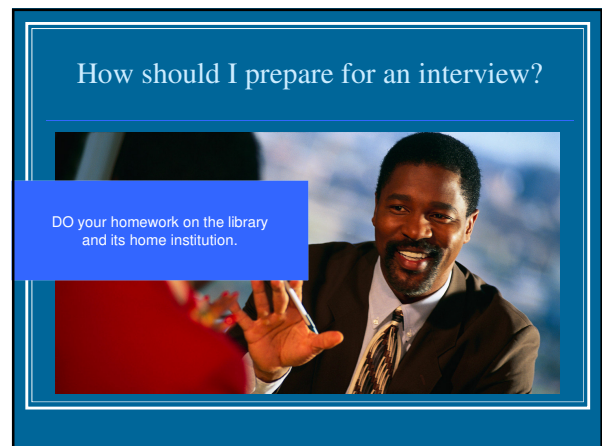 How should I prepare for an interview?
DO your homework on the library
and its home institution.